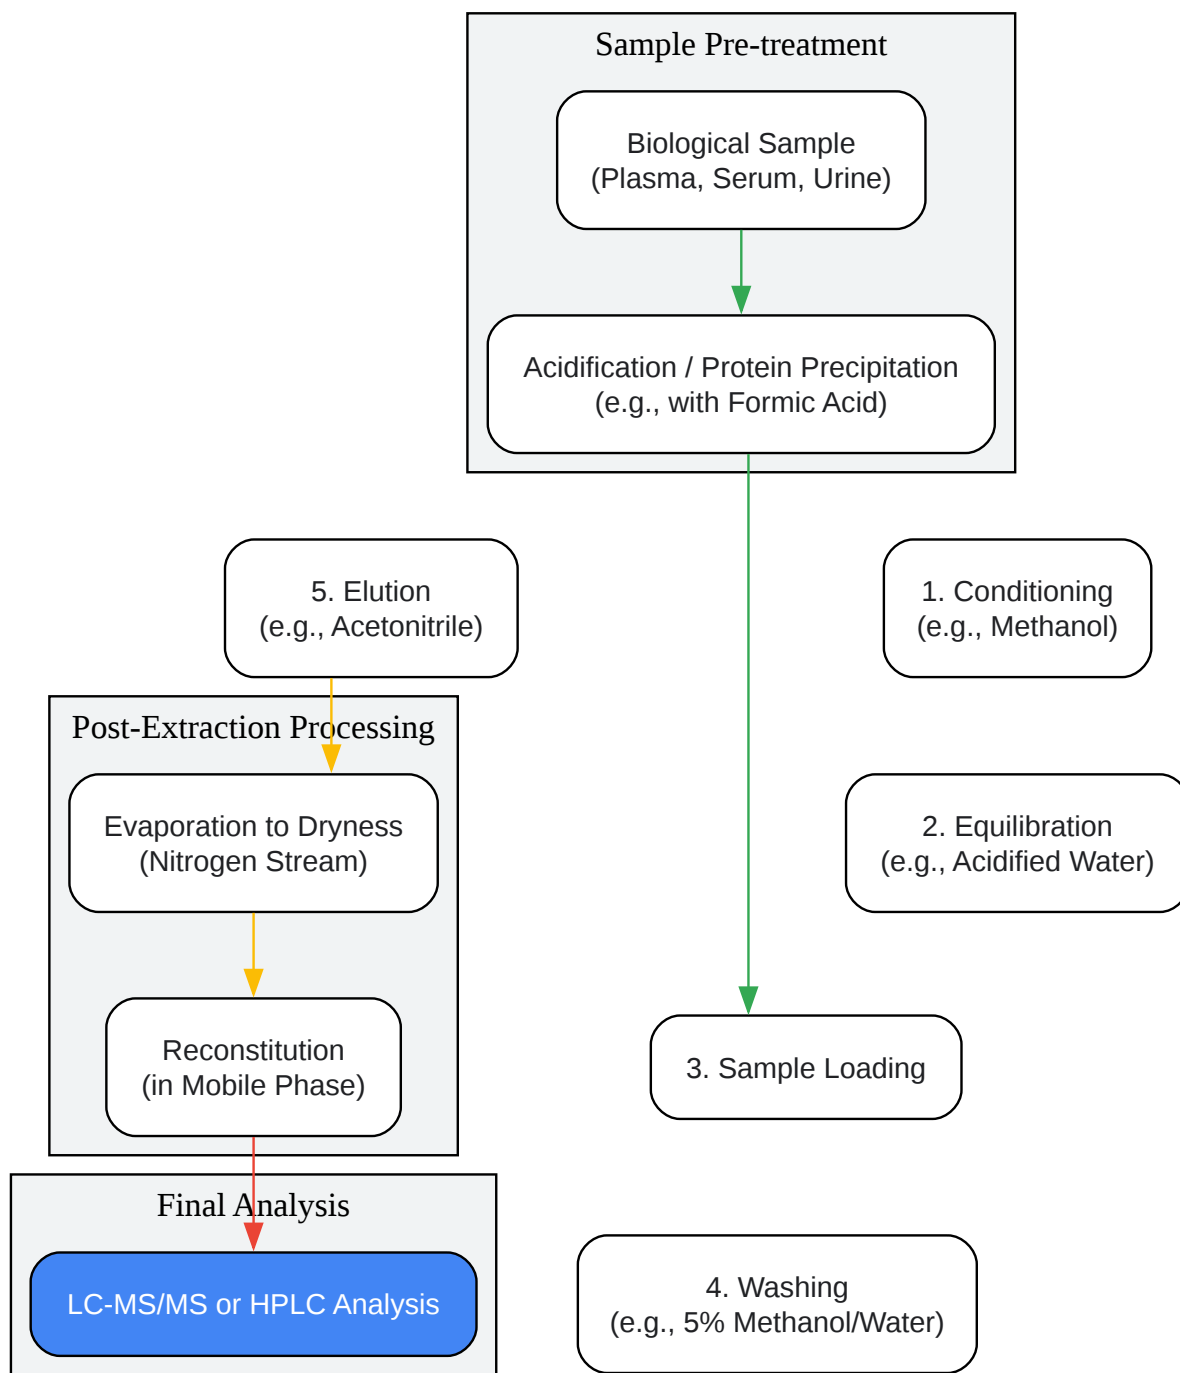 Sample Pre-treatment
Biological Sample
(Plasma, Serum, Urine)
Acidification / Protein Precipitation
(e.g., with Formic Acid)
1. Conditioning
(e.g., Methanol)
2. Equilibration
(e.g., Acidified Water)
3. Sample Loading
4. Washing
(e.g., 5% Methanol/Water)
5. Elution
(e.g., Acetonitrile)
Post-Extraction Processing
Evaporation to Dryness
(Nitrogen Stream)
Reconstitution
(in Mobile Phase)
Final Analysis
LC-MS/MS or HPLC Analysis